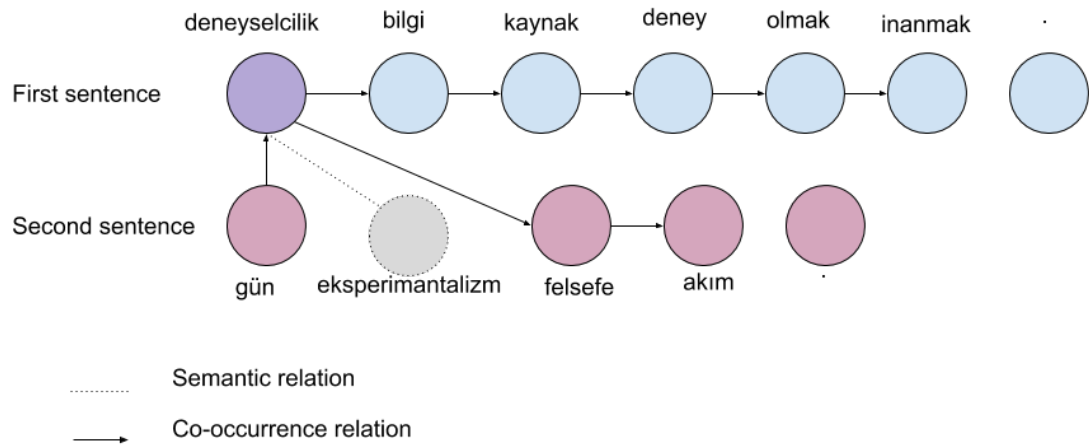 deneyselcilik bilgi kaynak deney olmak inanmak .
First sentence
Second sentence
gün eksperimantalizm felsefe akım .
Semantic relation
Co-occurrence relation